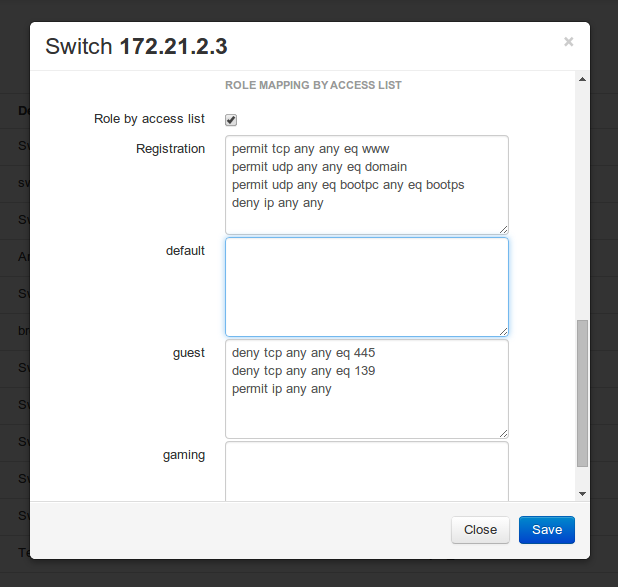 Switch 172.21.2.3
×
ROLE MAPPING BY ACCESS LIST
Role by access list
Registration
permit tcp any any eq www
permit udp any any eq domain
permit udp any eq bootpc any eq bootps
deny ip any any
default
guest
deny tcp any any eq 445
deny tcp any any eq 139
permit ip any any
gaming
Close
Save